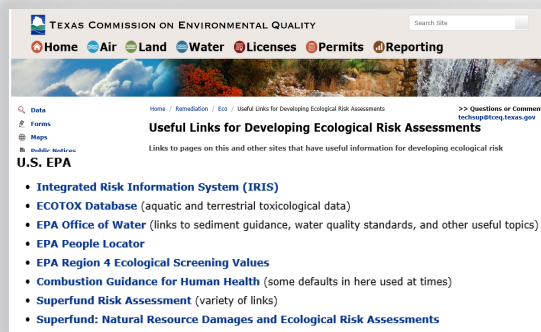 TEXAS COMMISSION ON ENVIRONMENTAL QUALITY
Search Site
Home Air Land Water Licenses Permits Reporting
Data
Forms
Maps
Public Notices
Home / Remediation / Eco / Useful Links for Developing Ecological Risk Assessments
>> Questions or Commen
techsup@tceq.texas.gov
Useful Links for Developing Ecological Risk Assessments
Links to pages on this and other sites that have useful information for developing ecological risk
U.S. EPA
• Integrated Risk Information System (IRIS)
• ECOTOX Database (aquatic and terrestrial toxicological data)
• EPA Office of Water (links to sediment guidance, water quality standards, and other useful topics)
• EPA People Locator
• EPA Region 4 Ecological Screening Values
• Combustion Guidance for Human Health (some defaults in here used at times)
• Superfund Risk Assessment (variety of links)
• Superfund: Natural Resource Damages and Ecological Risk Assessments